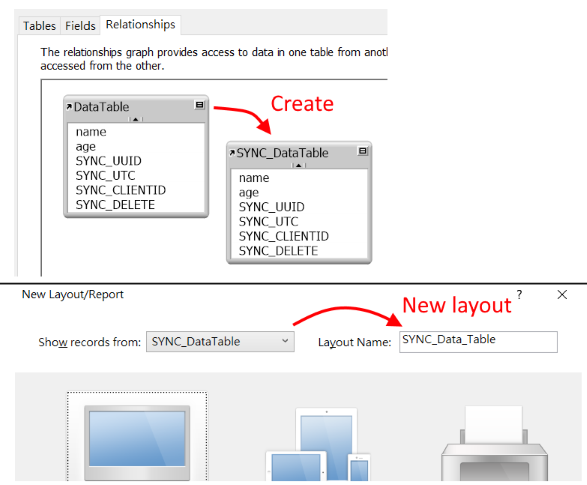 Tables Fields Relationships
The relationships graph provides access to data in one table from anot
accessed from the other.
DataTable
name
age
SYNC_UUID
SYNC_UTC
SYNC_CLIENTID
SYNC_DELETE
Create
SYNC_DataTable
name
age
SYNC_UUID
SYNC_UTC
SYNC_CLIENTID
SYNC_DELETE
New Layout/Report
New layout
Show records from: SYNC_DataTable
Layout Name: SYNC_Data_Table